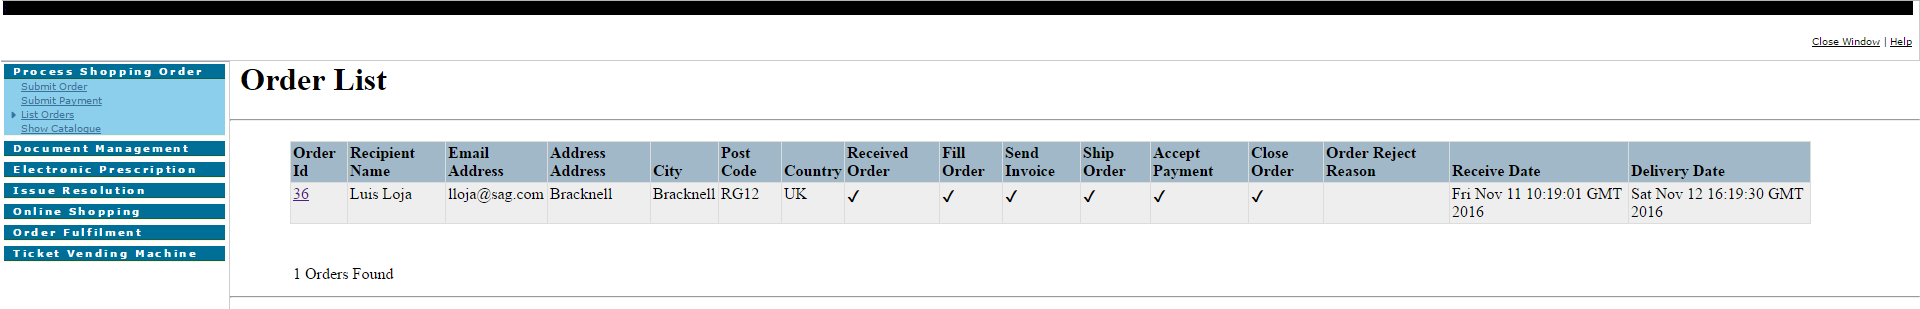 Close Window | Help
Process Shopping Order
Submit Order
Submit Payment
List Orders
Show Catalogue
Document Management
Electronic Prescription
Issue Resolution
Online Shopping
Order Fulfilment
Ticket Vending Machine
Order List
Order Id Recipient Name Email Address Address Address City Post Code Country Received Order Fill Order Send Invoice Ship Order Accept Payment Close Order Order Reject Reason Receive Date Delivery Date
36 Luis Loja lloja@sag.com Bracknell Bracknell RG12 UK ✓ ✓ ✓ ✓ ✓ ✓ Fri Nov 11 10:19:01 GMT 2016 Sat Nov 12 16:19:30 GMT 2016
1 Orders Found